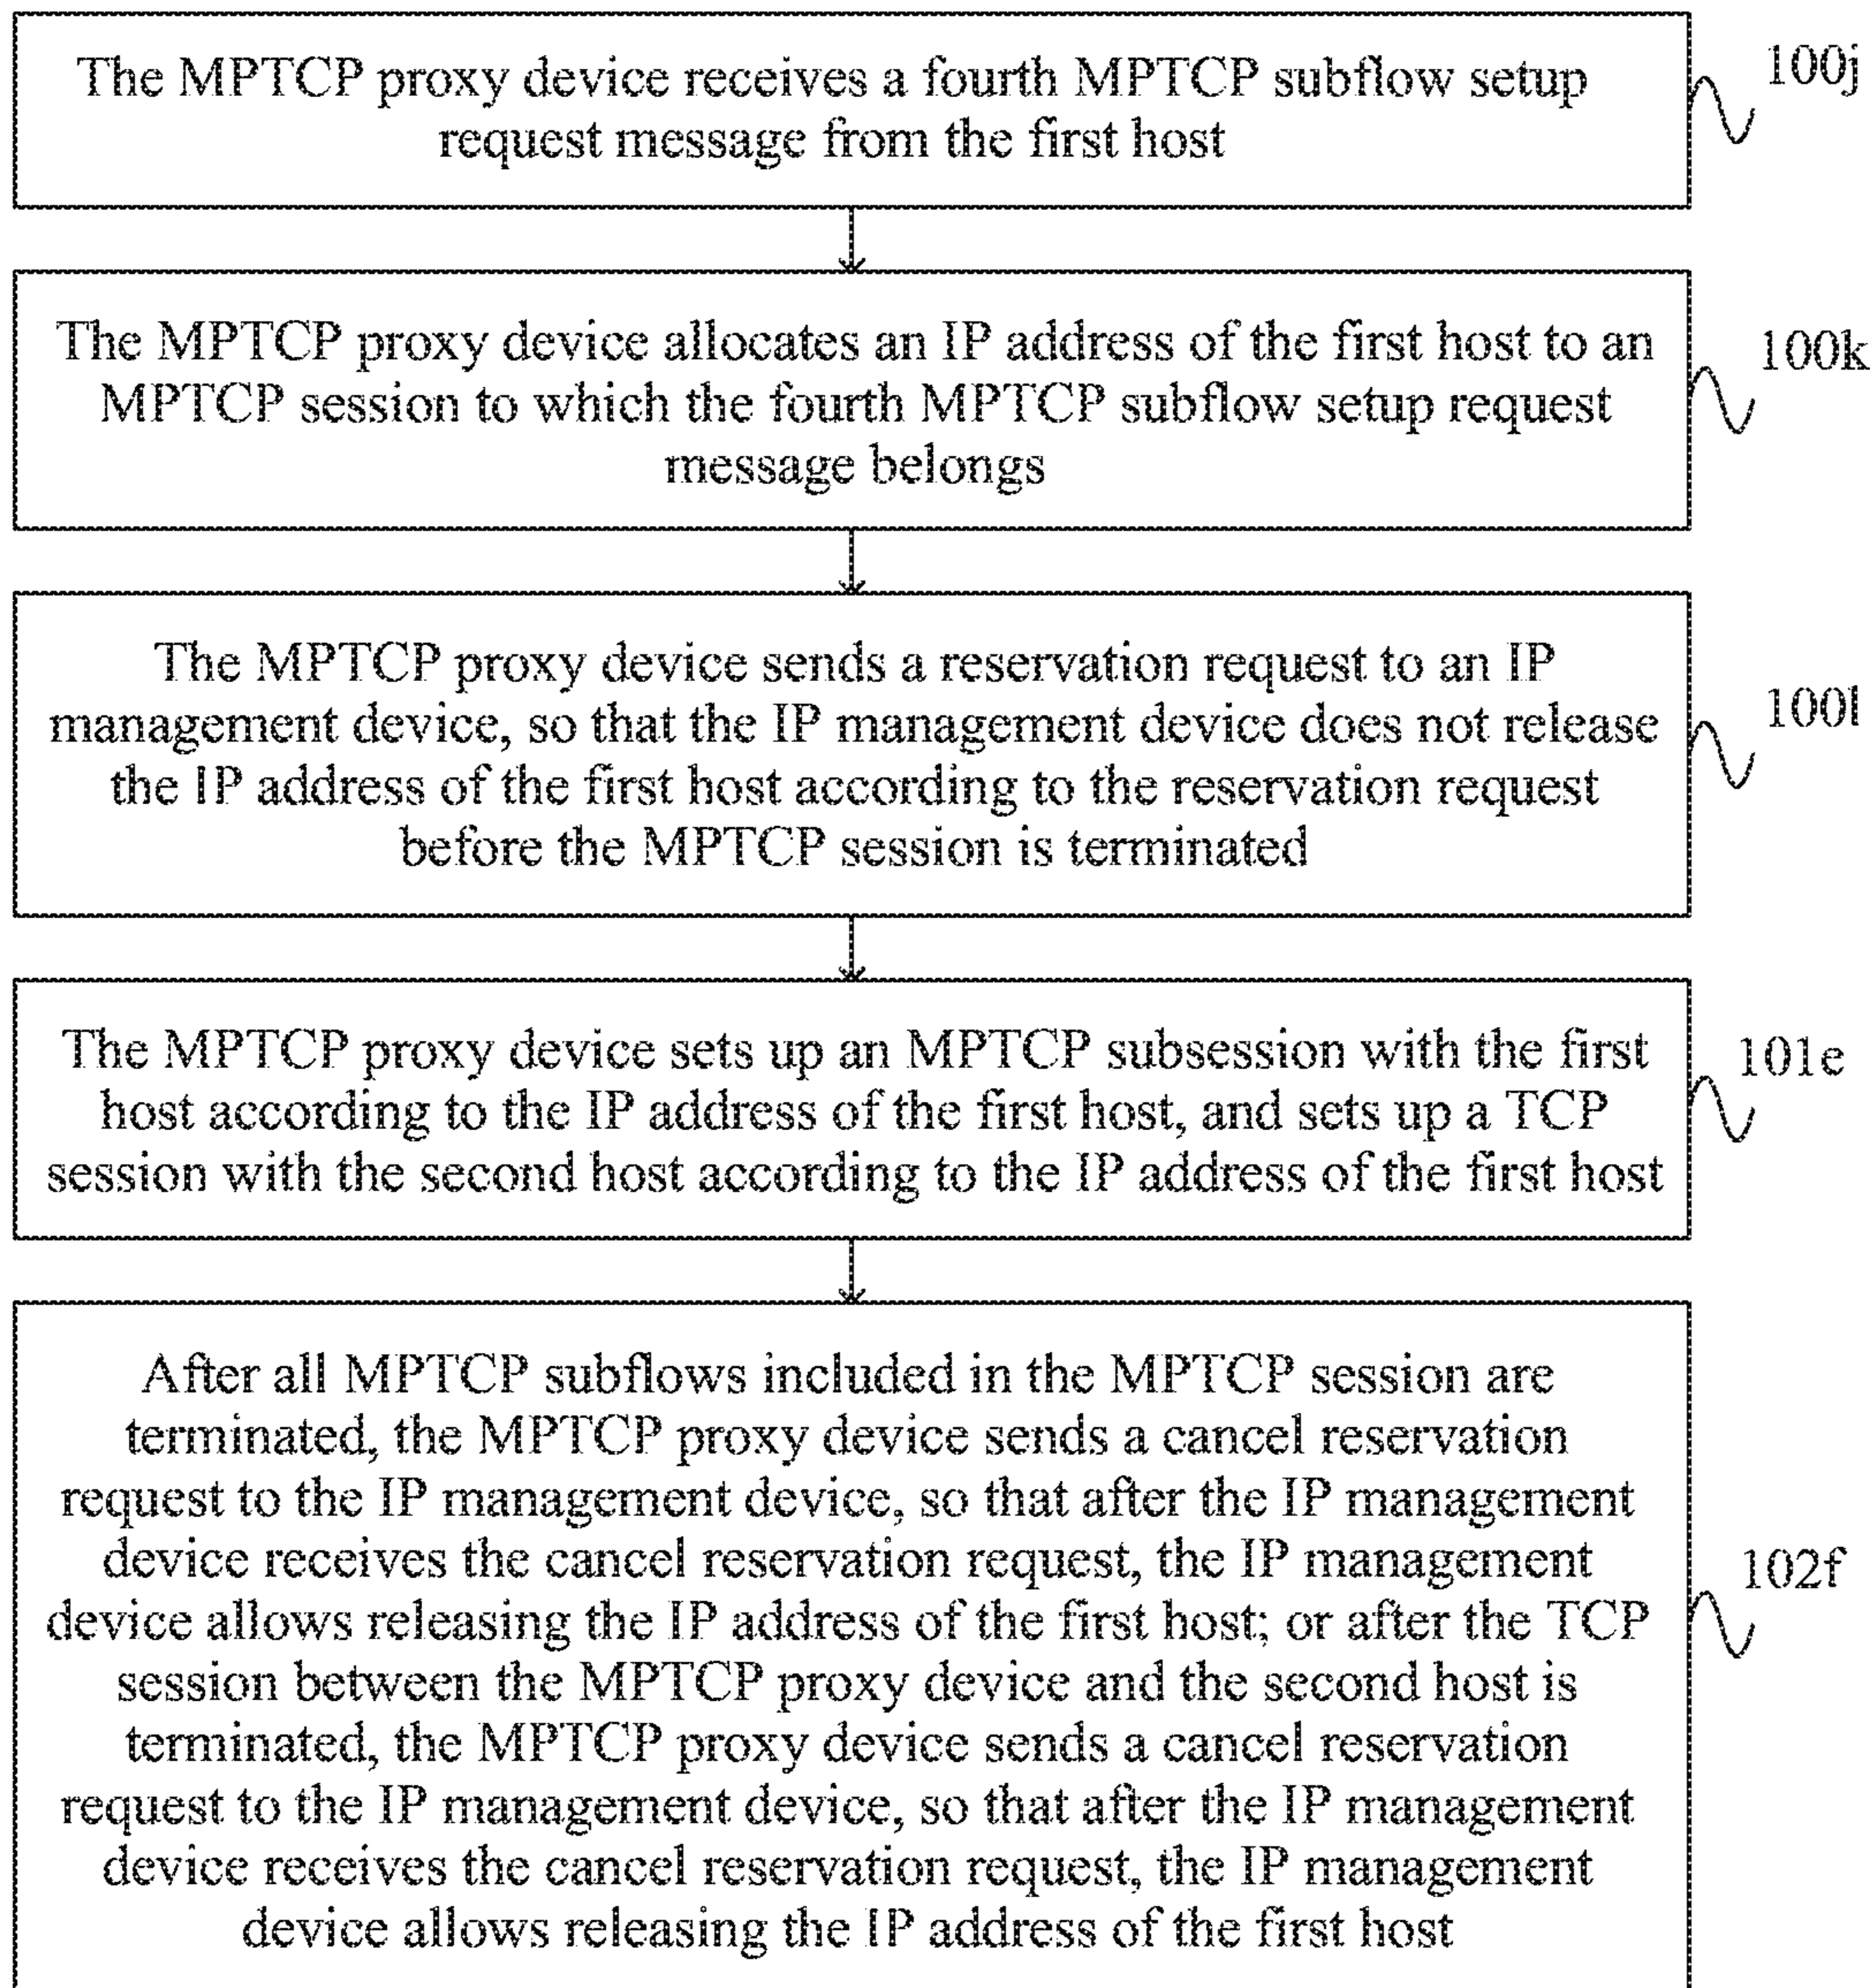 The MPTCP proxy device receives a fourth MPTCP subflow setup
request message from the first host
100j
The MPTCP proxy device allocates an IP address of the first host to an
MPTCP session to which the fourth MPTCP subflow setup request
message belongs
100k
The MPTCP proxy device sends a reservation request to an IP
management device, so that the IP management device does not release
the IP address of the first host according to the reservation request
before the MPTCP session is terminated
100l
The MPTCP proxy device sets up an MPTCP subsession with the first
host according to the IP address of the first host, and sets up a TCP
session with the second host according to the IP address of the first host
101e
After all MPTCP subflows included in the MPTCP session are
terminated, the MPTCP proxy device sends a cancel reservation
request to the IP management device, so that after the IP management
device receives the cancel reservation request, the IP management
device allows releasing the IP address of the first host; or after the TCP
session between the MPTCP proxy device and the second host is
terminated, the MPTCP proxy device sends a cancel reservation
request to the IP management device, so that after the IP management
device receives the cancel reservation request, the IP management
device allows releasing the IP address of the first host
102f